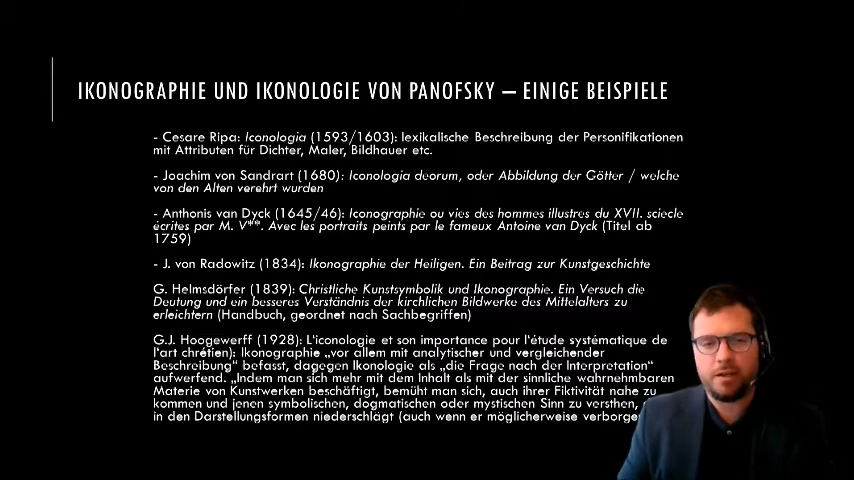 IKONOGRAPHIE UND IKONOLOGIE VON PANOFSKY – EINIGE BEISPIELE
- Cesare Ripa: Iconologia (1593/1603): lexikalische Beschreibung der Personifikationen
mit Attributen für Dichter, Maler, Bildhauer etc.
- Joachim von Sandrart (1680): Iconologia deorum, oder Abbildung der Götter / welche
von den Alten verehrt wurden
- Anthonis van Dyck (1645/46): Iconographie ou vies des hommes illustres du XVII. sciecle
écrites par M. V**. Avec les portraits peints par le fameux Antoine van Dyck (Titel ab
1759)
- J. von Radowitz (1834): Ikonographie der Heiligen. Ein Beitrag zur Kunstgeschichte
G. Helmsdörfer (1839): Christliche Kunstsymbolik und Ikonographie. Ein Versuch die
Deutung und ein besseres Verständnis der kirchlichen Bildwerke des Mittelalters zu
erleichtern (Handbuch, geordnet nach Sachbegriffen)
G.J. Hoogewerff (1928): L'iconologie et son importance pour l'étude systématique de
l'art chrétien): Ikonographie „vor allem mit analytischer und vergleichender
Beschreibung“ befasst, dagegen Ikonologie als „die Frage nach der Interpretation“
aufwerfend. „Indem man sich mehr mit dem Inhalt als mit der sinnliche wahrnehmbaren
Materie von Kunstwerken beschäftigt, bemüht man sich, auch ihrer Fiktivität nahe zu
kommen und jenen symbolischen, dogmatischen oder mystischen Sinn zu versthen,
in den Darstellungsformen niederschlägt (auch wenn er möglicherweise verborge